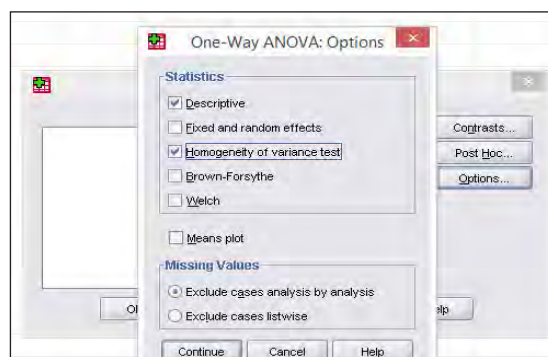 One-Way ANOVA: Options
Statistics
Descriptive
Fixed and random effects
Homogeneity of variance test
Brown-Forsythe
Welch
Means plot
Missing Values
Exclude cases analysis by analysis
Exclude cases listwise
Continue Cancel Help
Contrasts...
Post Hoc...
Options...